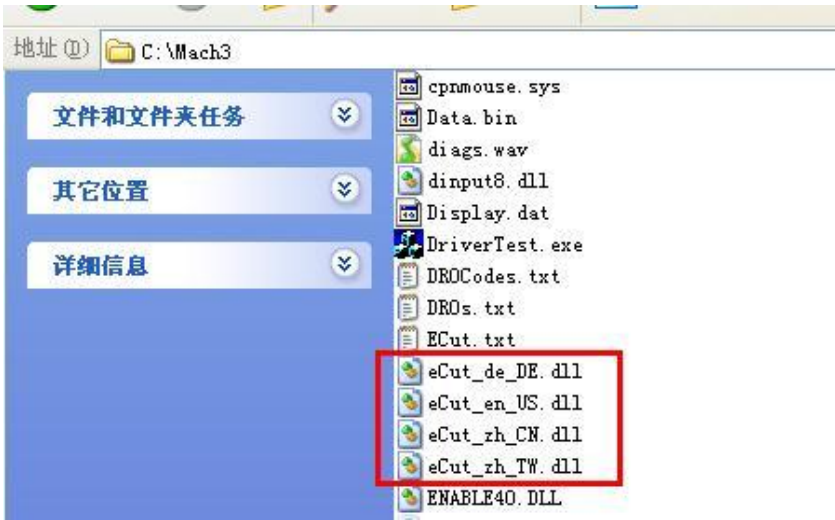 地址(D) C:\Mach3
文件和文件夹任务
其它位置
详细信息
cpnmouse.sys
Data.bin
diags.wav
dinput8.dll
Display.dat
DriverTest.exe
DROCodes.txt
DROs.txt
ECut.txt
eCut_de_DE.dll
eCut_en_US.dll
eCut_zh_CN.dll
eCut_zh_TW.dll
ENABLE40.DLL